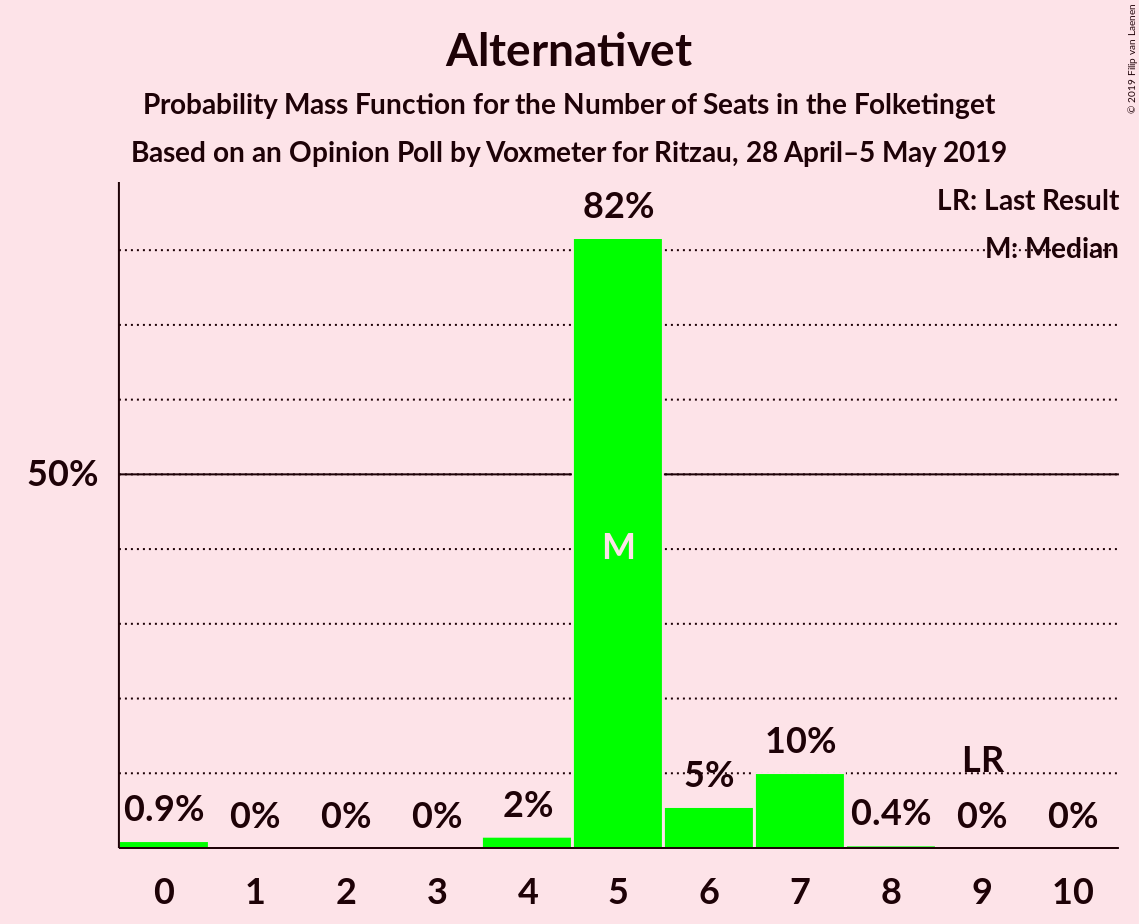 Alternativet
Probability Mass Function for the Number of Seats in the Folketinget
Based on an Opinion Poll by Voxmeter for Ritzau, 28 April–5 May 2019
© 2019 Filip van Laenen
LR: Last Result
M: Median
82%
50%
M
10%
LR
5%
0.9%
0%
0%
0%
2%
0.4%
0%
0%
0 1 2 3 4 5 6 7 8 9 10